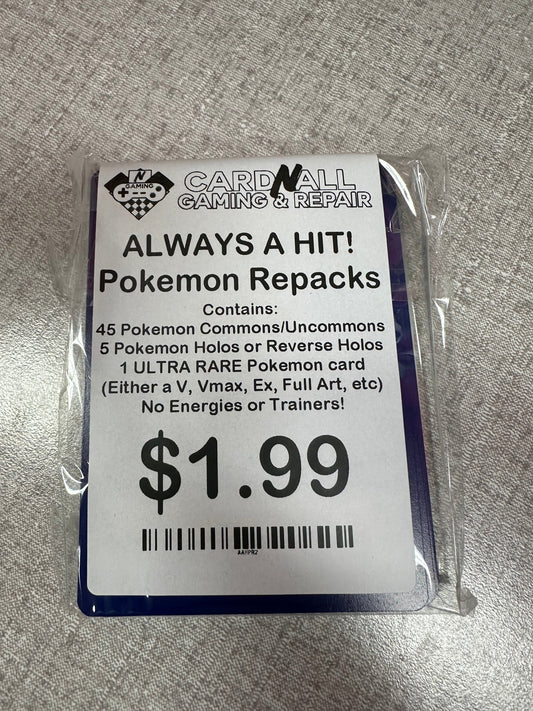 N
GAMING
CARDNALL
GAMING & REPAIR
ALWAYS A HIT!
Pokemon Repacks
Contains:
45 Pokemon Commons/Uncommons
5 Pokemon Holos or Reverse Holos
1 ULTRA RARE Pokemon card
(Either a V, Vmax, Ex, Full Art, etc)
No Energies or Trainers!
$1.99